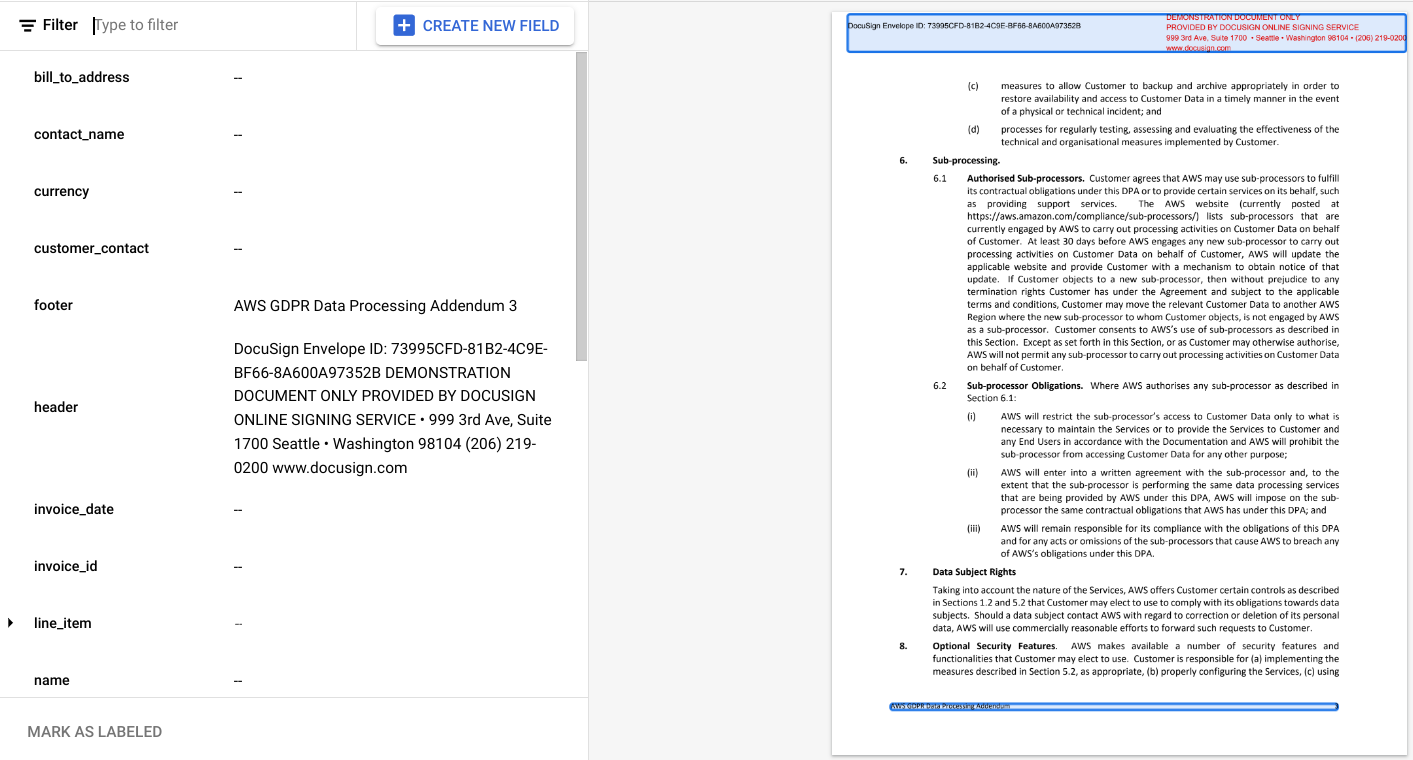 Filter
Type to filter
CREATE NEW FIELD
bill_to_address --
contact_name --
currency --
customer_contact --
footer AWS GDPR Data Processing Addendum 3
header DocuSign Envelope ID: 73995CFD-81B2-4C9E-
BF66-8A600A97352B DEMONSTRATION
DOCUMENT ONLY PROVIDED BY DOCUSIGN
ONLINE SIGNING SERVICE • 999 3rd Ave, Suite
1700 Seattle • Washington 98104 (206) 219-
0200 www.docusign.com
invoice_date --
invoice_id --
line_item --
name --
MARK AS LABELED
DocuSign Envelope ID: 73995CFD-81B2-4C9E-BF66-8A600A97352B
DEMONSTRATION DOCUMENT ONLY
PROVIDED BY DOCUSIGN ONLINE SIGNING SERVICE
999 3rd Ave, Suite 1700 • Seattle • Washington 98104 • (206) 219-0200
www.docusign.com
(c) measures to allow Customer to backup and archive appropriately in order to
restore availability and access to Customer Data in a timely manner in the event
of a physical or technical incident; and
(d) processes for regularly testing, assessing and evaluating the effectiveness of the
technical and organisational measures implemented by Customer.
6. Sub-processing.
6.1 Authorised Sub-processors. Customer agrees that AWS may use sub-processors to fulfill
its contractual obligations under this DPA or to provide certain services on its behalf, such
as providing support services. The AWS website (currently posted at
https://aws.amazon.com/compliance/sub-processors/) lists sub-processors that are
currently engaged by AWS to carry out processing activities on Customer Data on behalf
of Customer. At least 30 days before AWS engages any new sub-processor to carry out
processing activities on Customer Data on behalf of Customer, AWS will update the
applicable website and provide Customer with a mechanism to obtain notice of that
update. If Customer objects to a new sub-processor, then without prejudice to any
termination rights Customer has under the Agreement and subject to the applicable
terms and conditions, Customer may move the relevant Customer Data to another AWS
Region where the new sub-processor to whom Customer objects, is not engaged by AWS
as a sub-processor. Customer consents to AWS's use of sub-processors as described in
this Section. Except as set forth in this Section, or as Customer may otherwise authorise,
AWS will not permit any sub-processor to carry out processing activities on Customer Data
on behalf of Customer.
6.2 Sub-processor Obligations. Where AWS authorises any sub-processor as described in
Section 6.1:
(i) AWS will restrict the sub-processor's access to Customer Data only to what is
necessary to maintain the Services or to provide the Services to Customer and
any End Users in accordance with the Documentation and AWS will prohibit the
sub-processor from accessing Customer Data for any other purpose;
(ii) AWS will enter into a written agreement with the sub-processor and, to the
extent that the sub-processor is performing the same data processing services
that are being provided by AWS under this DPA, AWS will impose on the sub-
processor the same contractual obligations that AWS has under this DPA; and
(iii) AWS will remain responsible for its compliance with the obligations of this DPA
and for any acts or omissions of the sub-processors that cause AWS to breach any
of AWS's obligations under this DPA.
7. Data Subject Rights
Taking into account the nature of the Services, AWS offers Customer certain controls as described
in Sections 1.2 and 5.2 that Customer may elect to use to comply with its obligations towards data
subjects. Should a data subject contact AWS with regard to correction or deletion of its personal
data, AWS will use commercially reasonable efforts to forward such requests to Customer.
8. Optional Security Features. AWS makes available a number of security features and
functionalities that Customer may elect to use. Customer is responsible for (a) implementing the
measures described in Section 5.2, as appropriate, (b) properly configuring the Services, (c) using
AWS GDPR Data Processing Addendum 3